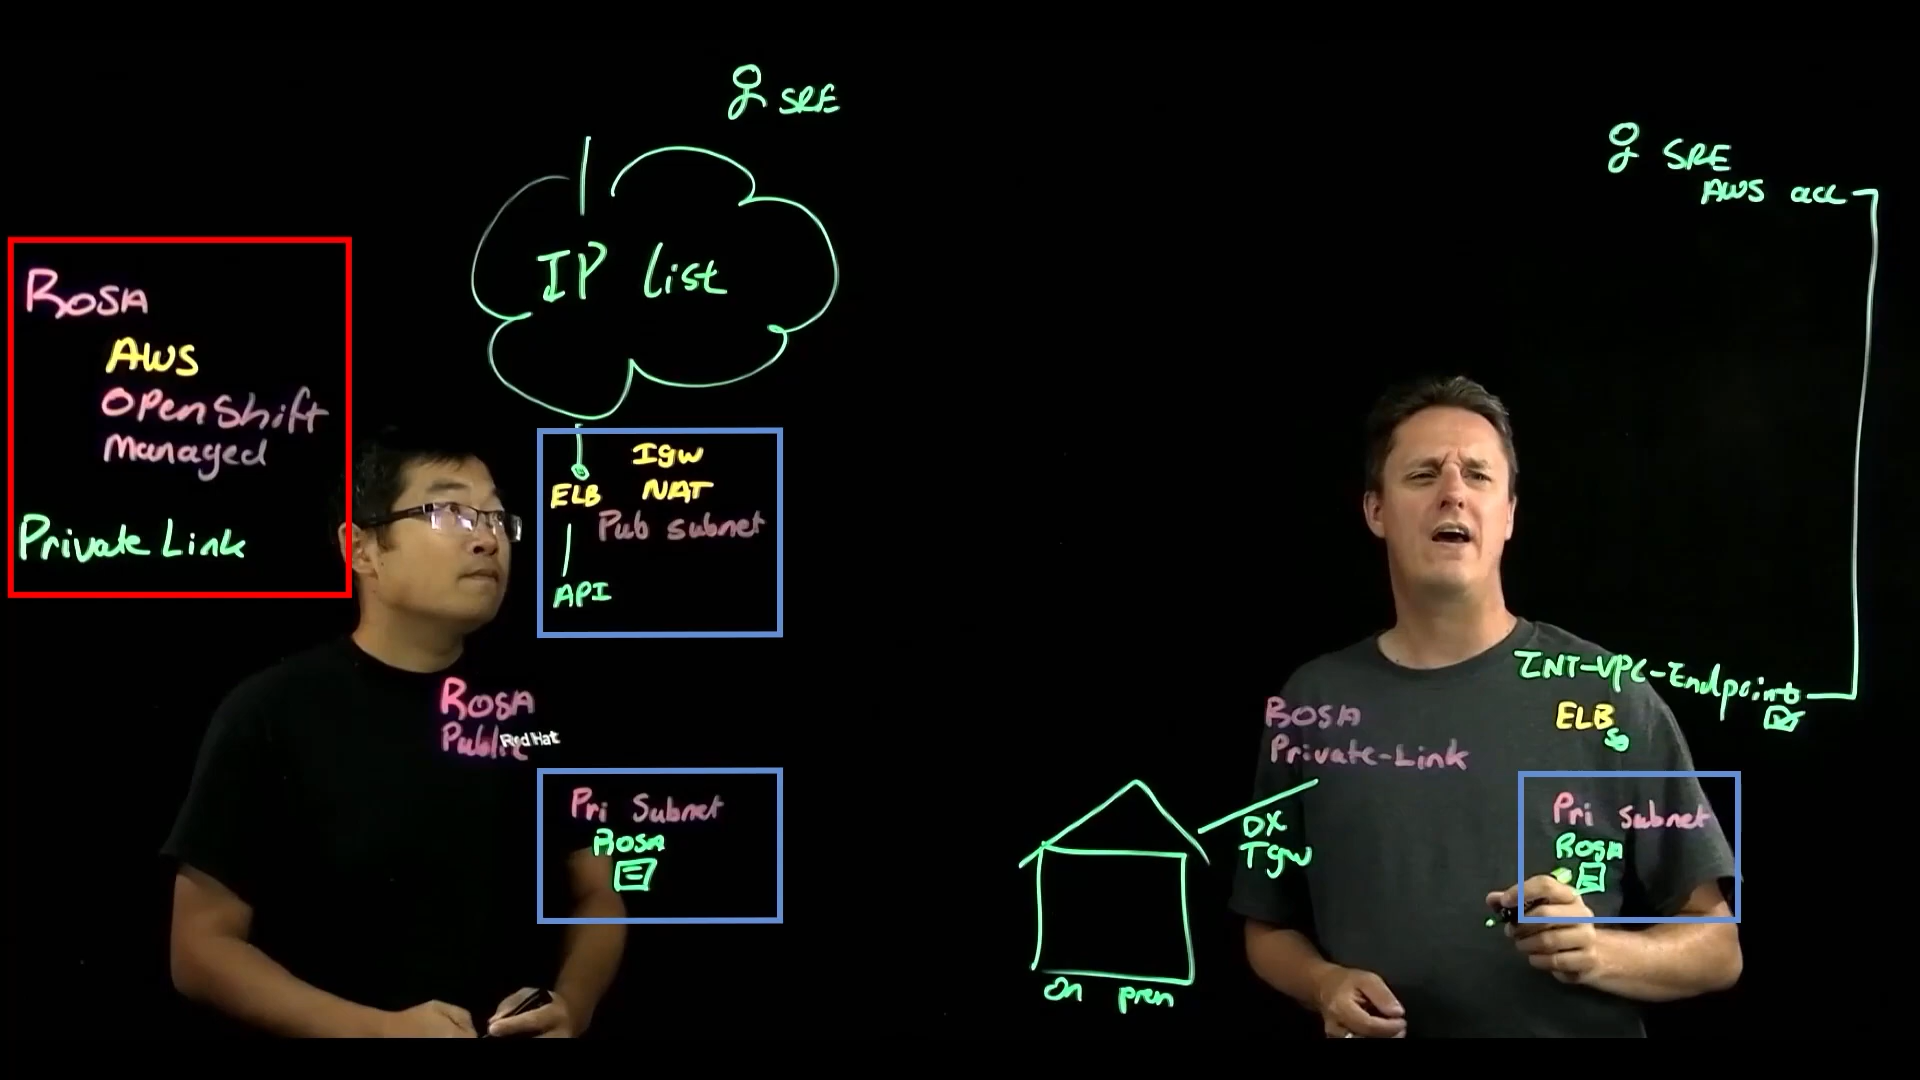 SRE
IP list
ROSA
AWS
OpenShift
Managed
Private Link
IGW
ELB NAT
Pub subnet
API
ROSA
Public
Red Hat
Pri Subnet
ROSA
SRE
AWS acc
INT-VPC-Endpoint
ELB
ROSA
Private-Link
DX
TGW
On prem
Pri subnet
ROSA